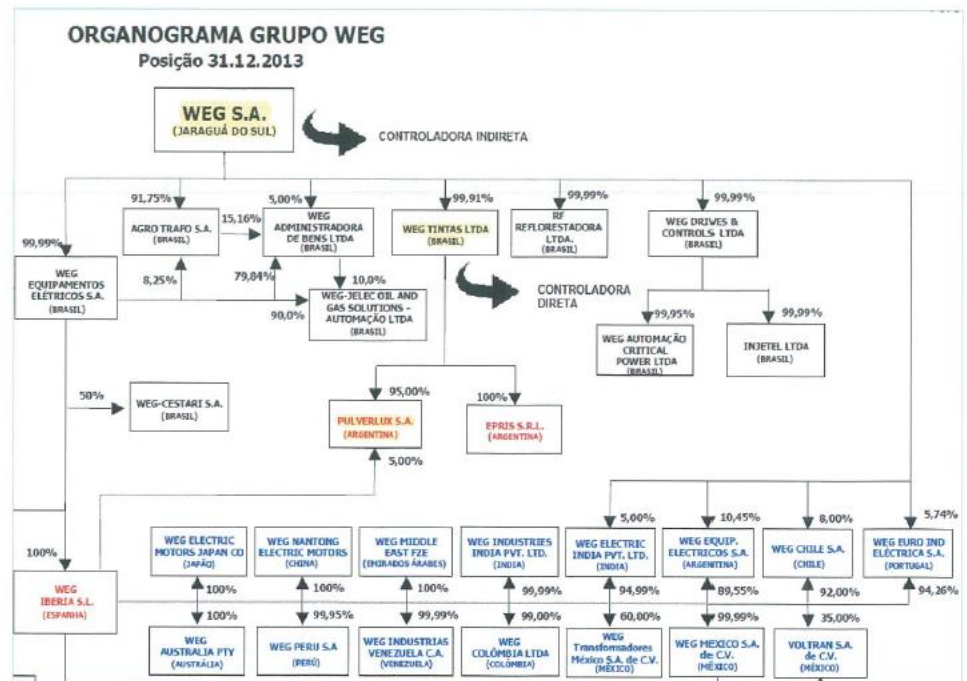 ORGANOGRAMA GRUPO WEG
Posição 31.12.2013
WEG S.A.
(JARAGUÁ DO SUL)
CONTROLADORA INDIRETA
91,75%
5,00%
99,91%
99,99%
99,99%
AGRO TRAFO S.A.
(BRASIL)
15,16%
WEG
ADMINISTRADORA
DE BENS LTDA
(BRASIL)
WEG TINTAS LTDA
(BRASIL)
RF
REFLORESTADORA
LTDA.
(BRASIL)
WEG DRIVES &
CONTROLS LTDA
(BRASIL)
99,99%
WEG
EQUIPAMENTOS
ELÉTRICOS S.A.
(BRASIL)
8,25%
79,84%
10,0%
90,0%
WEG-JELEC OIL AND
GAS SOLUTIONS -
AUTOMAÇÃO LTDA
(BRASIL)
CONTROLADORA
DIRETA
99,95%
99,99%
WEG AUTOMAÇÃO
CRITICAL
POWER LTDA
(BRASIL)
INJETEL LTDA
(BRASIL)
50%
WEG-CESTARI S.A.
(BRASIL)
95,00%
100%
PULVERLUX S.A.
(ARGENTINA)
EPRIS S.R.L.
(ARGENTINA)
5,00%
5,00%
10,45%
8,00%
5,74%
WEG ELECTRIC
MOTORS JAPAN CO
(JAPÃO)
WEG NANTONG
ELECTRIC MOTORS
(CHINA)
WEG MIDDLE
EAST FZE
(EMIRADOS ÁRABES)
WEG INDUSTRIES
INDIA PVT. LTD.
(INDIA)
WEG ELECTRIC
INDIA PVT. LTD.
(INDIA)
WEG EQUIP.
ELECTRICOS S.A.
(ARGENTINA)
WEG CHILE S.A.
(CHILE)
WEG EURO IND
ELÉCTRICA S.A.
(PORTUGAL)
100%
WEG
IBERIA S.L.
(ESPANHA)
100%
100%
100%
99,99%
94,99%
89,55%
92,00%
94,26%
100%
99,95%
99,99%
99,00%
60,00%
99,99%
35,00%
WEG
AUSTRALIA PTY
(AUSTRÁLIA)
WEG PERU S.A
(PERÚ)
WEG INDUSTRIAS
VENEZUELA C.A.
(VENEZUELA)
WEG
COLÔMBIA LTDA
(COLÔMBIA)
WEG
Transformadores
México S.A. de C.V.
(MÉXICO)
WEG MEXICO S.A.
de C.V.
(MÉXICO)
VOLTRAN S.A.
de C.V.
(MÉXICO)